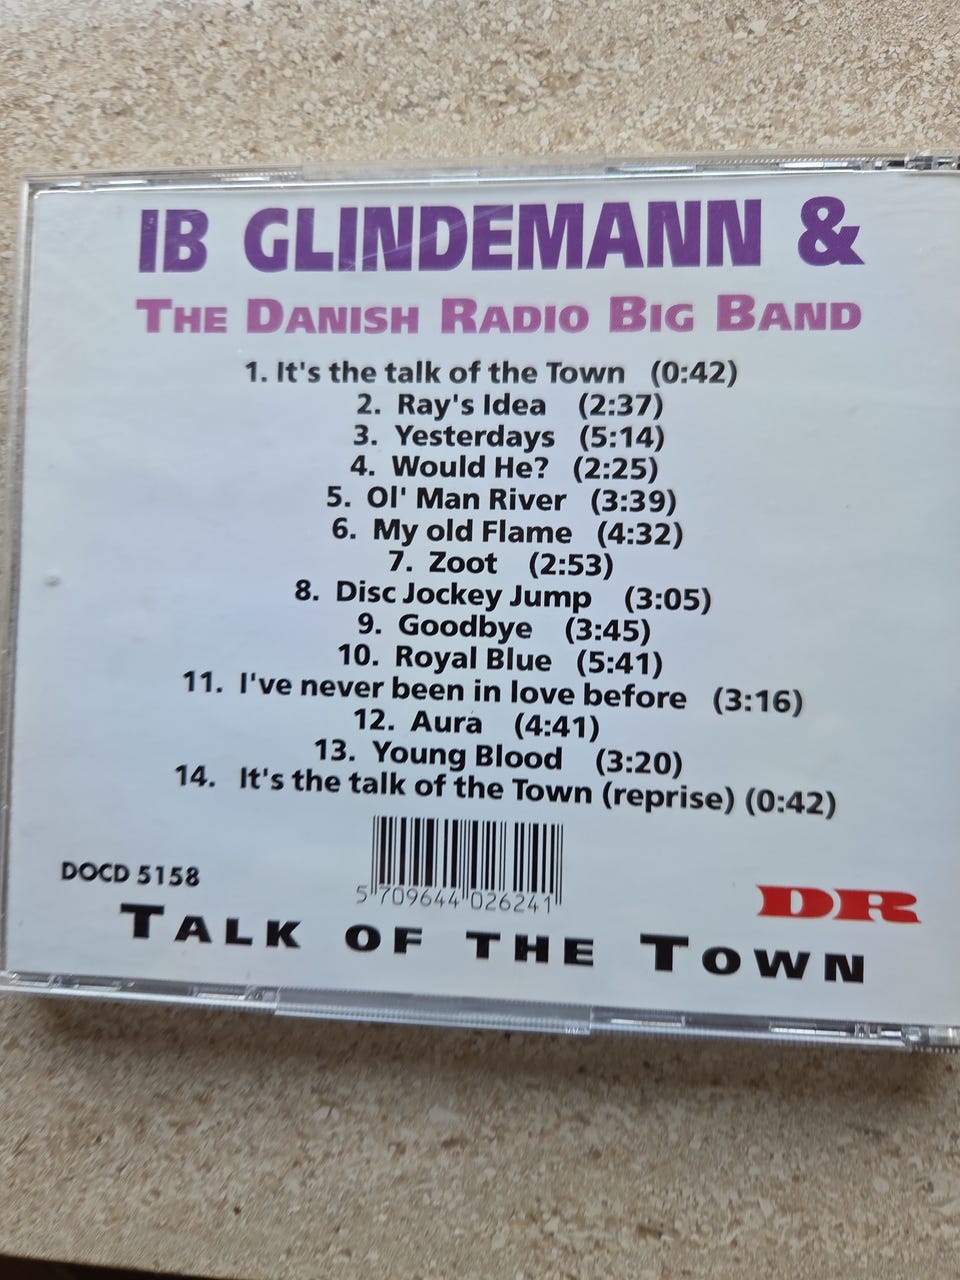 IB GLINDEMANN &
THE DANISH RADIO BIG BAND
1. It's the talk of the Town (0:42)
2. Ray's Idea (2:37)
3. Yesterdays (5:14)
4. Would He? (2:25)
5. Ol' Man River (3:39)
6. My old Flame (4:32)
7. Zoot (2:53)
8. Disc Jockey Jump (3:05)
9. Goodbye (3:45)
10. Royal Blue (5:41)
11. I've never been in love before (3:16)
12. Aura (4:41)
13. Young Blood (3:20)
14. It's the talk of the Town (reprise) (0:42)
DOCD 5158
5 709644 026241
DR
TALK OF THE TOWN